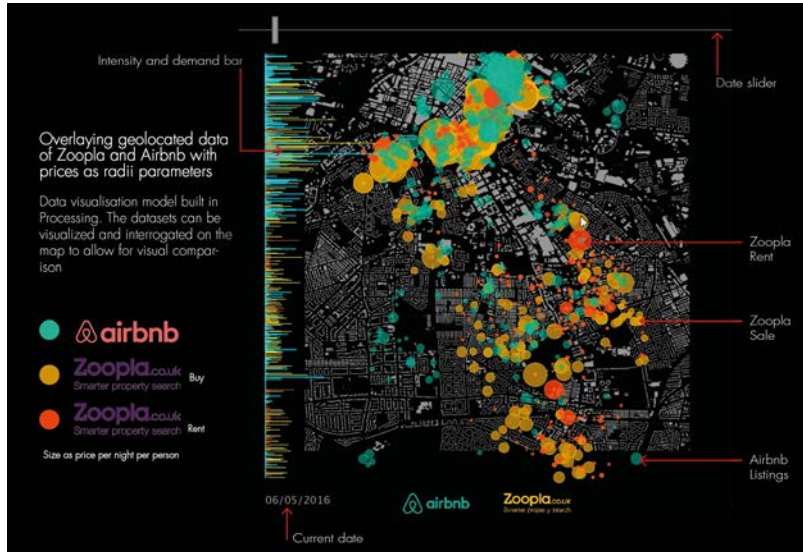 Intensity and demand bar
Date slider
Overlaying geolocated data
of Zoopla and Airbnb with
prices as radii parameters
Data visualisation model built in
Processing. The datasets can be
visualized and interrogated on the
map to allow for visual compar-
ison
airbnb
Zoopla.co.uk
Smarter property search
Buy
Zoopla.co.uk
Smarter property search
Rent
Size as price per night per person
Zoopla
Rent
Zoopla
Sale
Airbnb
Listings
06/05/2016
airbnb
Zoopla.co.uk
Smarter property search
Current date